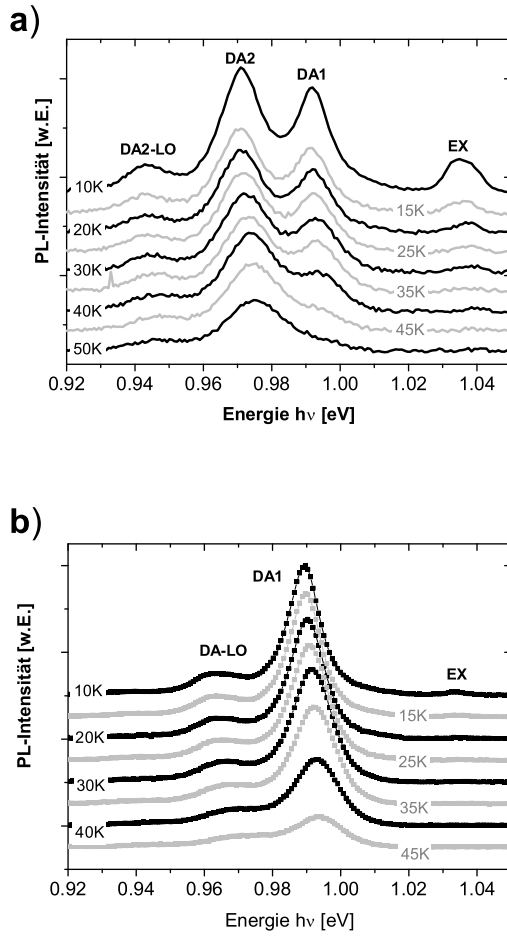 a)
PL-Intensität [w.E.]
DA2
DA1
DA2-LO
EX
10K
15K
20K
25K
30K
35K
40K
45K
50K
0.92 0.94 0.96 0.98 1.00 1.02 1.04
Energie hν [eV]
b)
PL-Intensität [w.E.]
DA1
DA-LO
EX
10K
15K
20K
25K
30K
35K
40K
45K
0.92 0.94 0.96 0.98 1.00 1.02 1.04
Energie hν [eV]